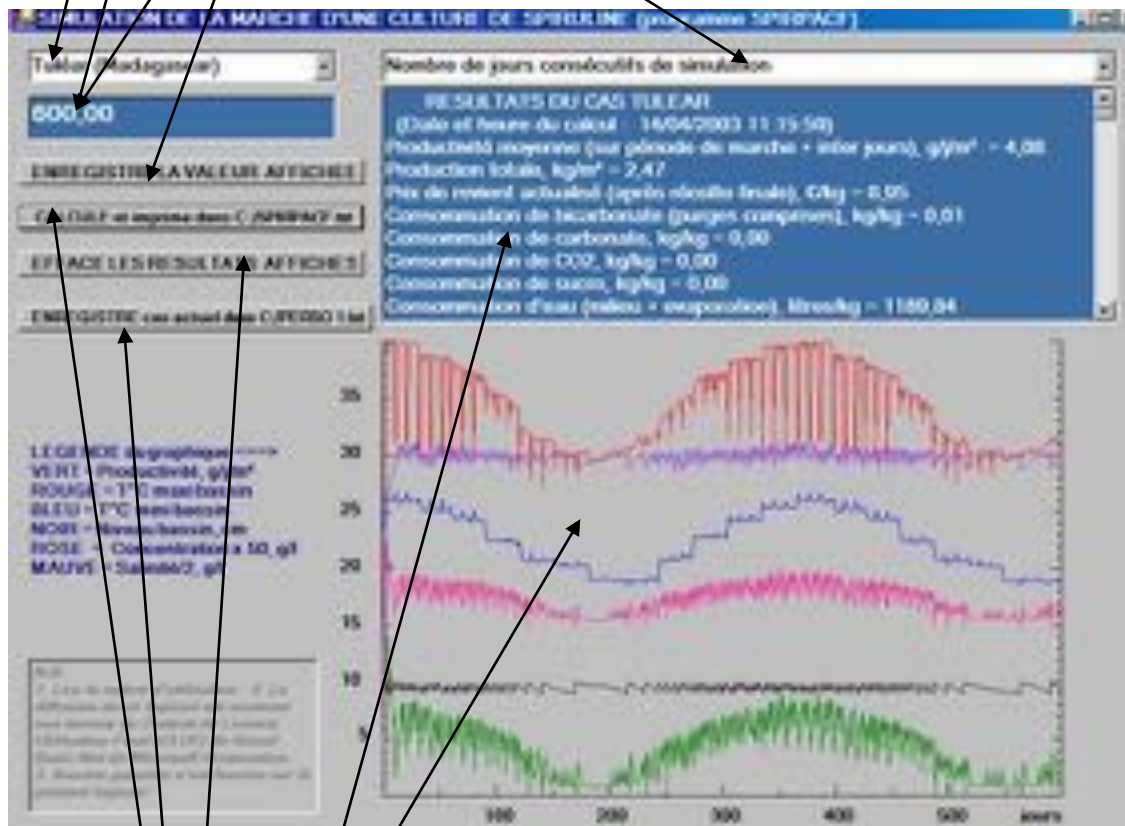 SIMULATION DE LA MARCHE D'UNE CULTURE DE SPIRULINE (programme SPIRPACF)
Tuléar (Madagascar)
Nombre de jours consécutifs de simulation
600,00
RESULTATS DU CAS TULEAR
(Date et heure du calcul 14/04/2003 11:15:50)
Productivité moyenne (sur période de marche + inter jours), g/j/m² = 4,08
Production totale, kg/m² = 2,47
Prix de revient actualisé (après récolte finale), €/kg = 8,95
Consommation de bicarbonate (purges comprises), kg/kg = 0,01
Consommation de carbonate, kg/kg = 0,00
Consommation de CO2, kg/kg = 0,00
Consommation de sucre, kg/kg = 0,00
Consommation d'eau (milieu + evaporation), litres/kg = 1180,84
ENREGISTRE LA VALEUR AFFICHEE
CALCULE et imprime dans C:/SPIRPACF.txt
EFFACE LES RESULTATS AFFICHES
ENREGISTRE cas actuel dans C:/PERSO 1.txt
LEGENDE du graphique ---->
VERT = Productivité, g/j/m²
ROUGE = T°C maxi bassin
BLEU = T°C mini bassin
NOIR = Niveau bassin, cm
ROSE = Concentration x 50, g/l
MAUVE = Salinité/2, g/l
35
30
25
20
15
10
5
100 200 300 400 500 jours